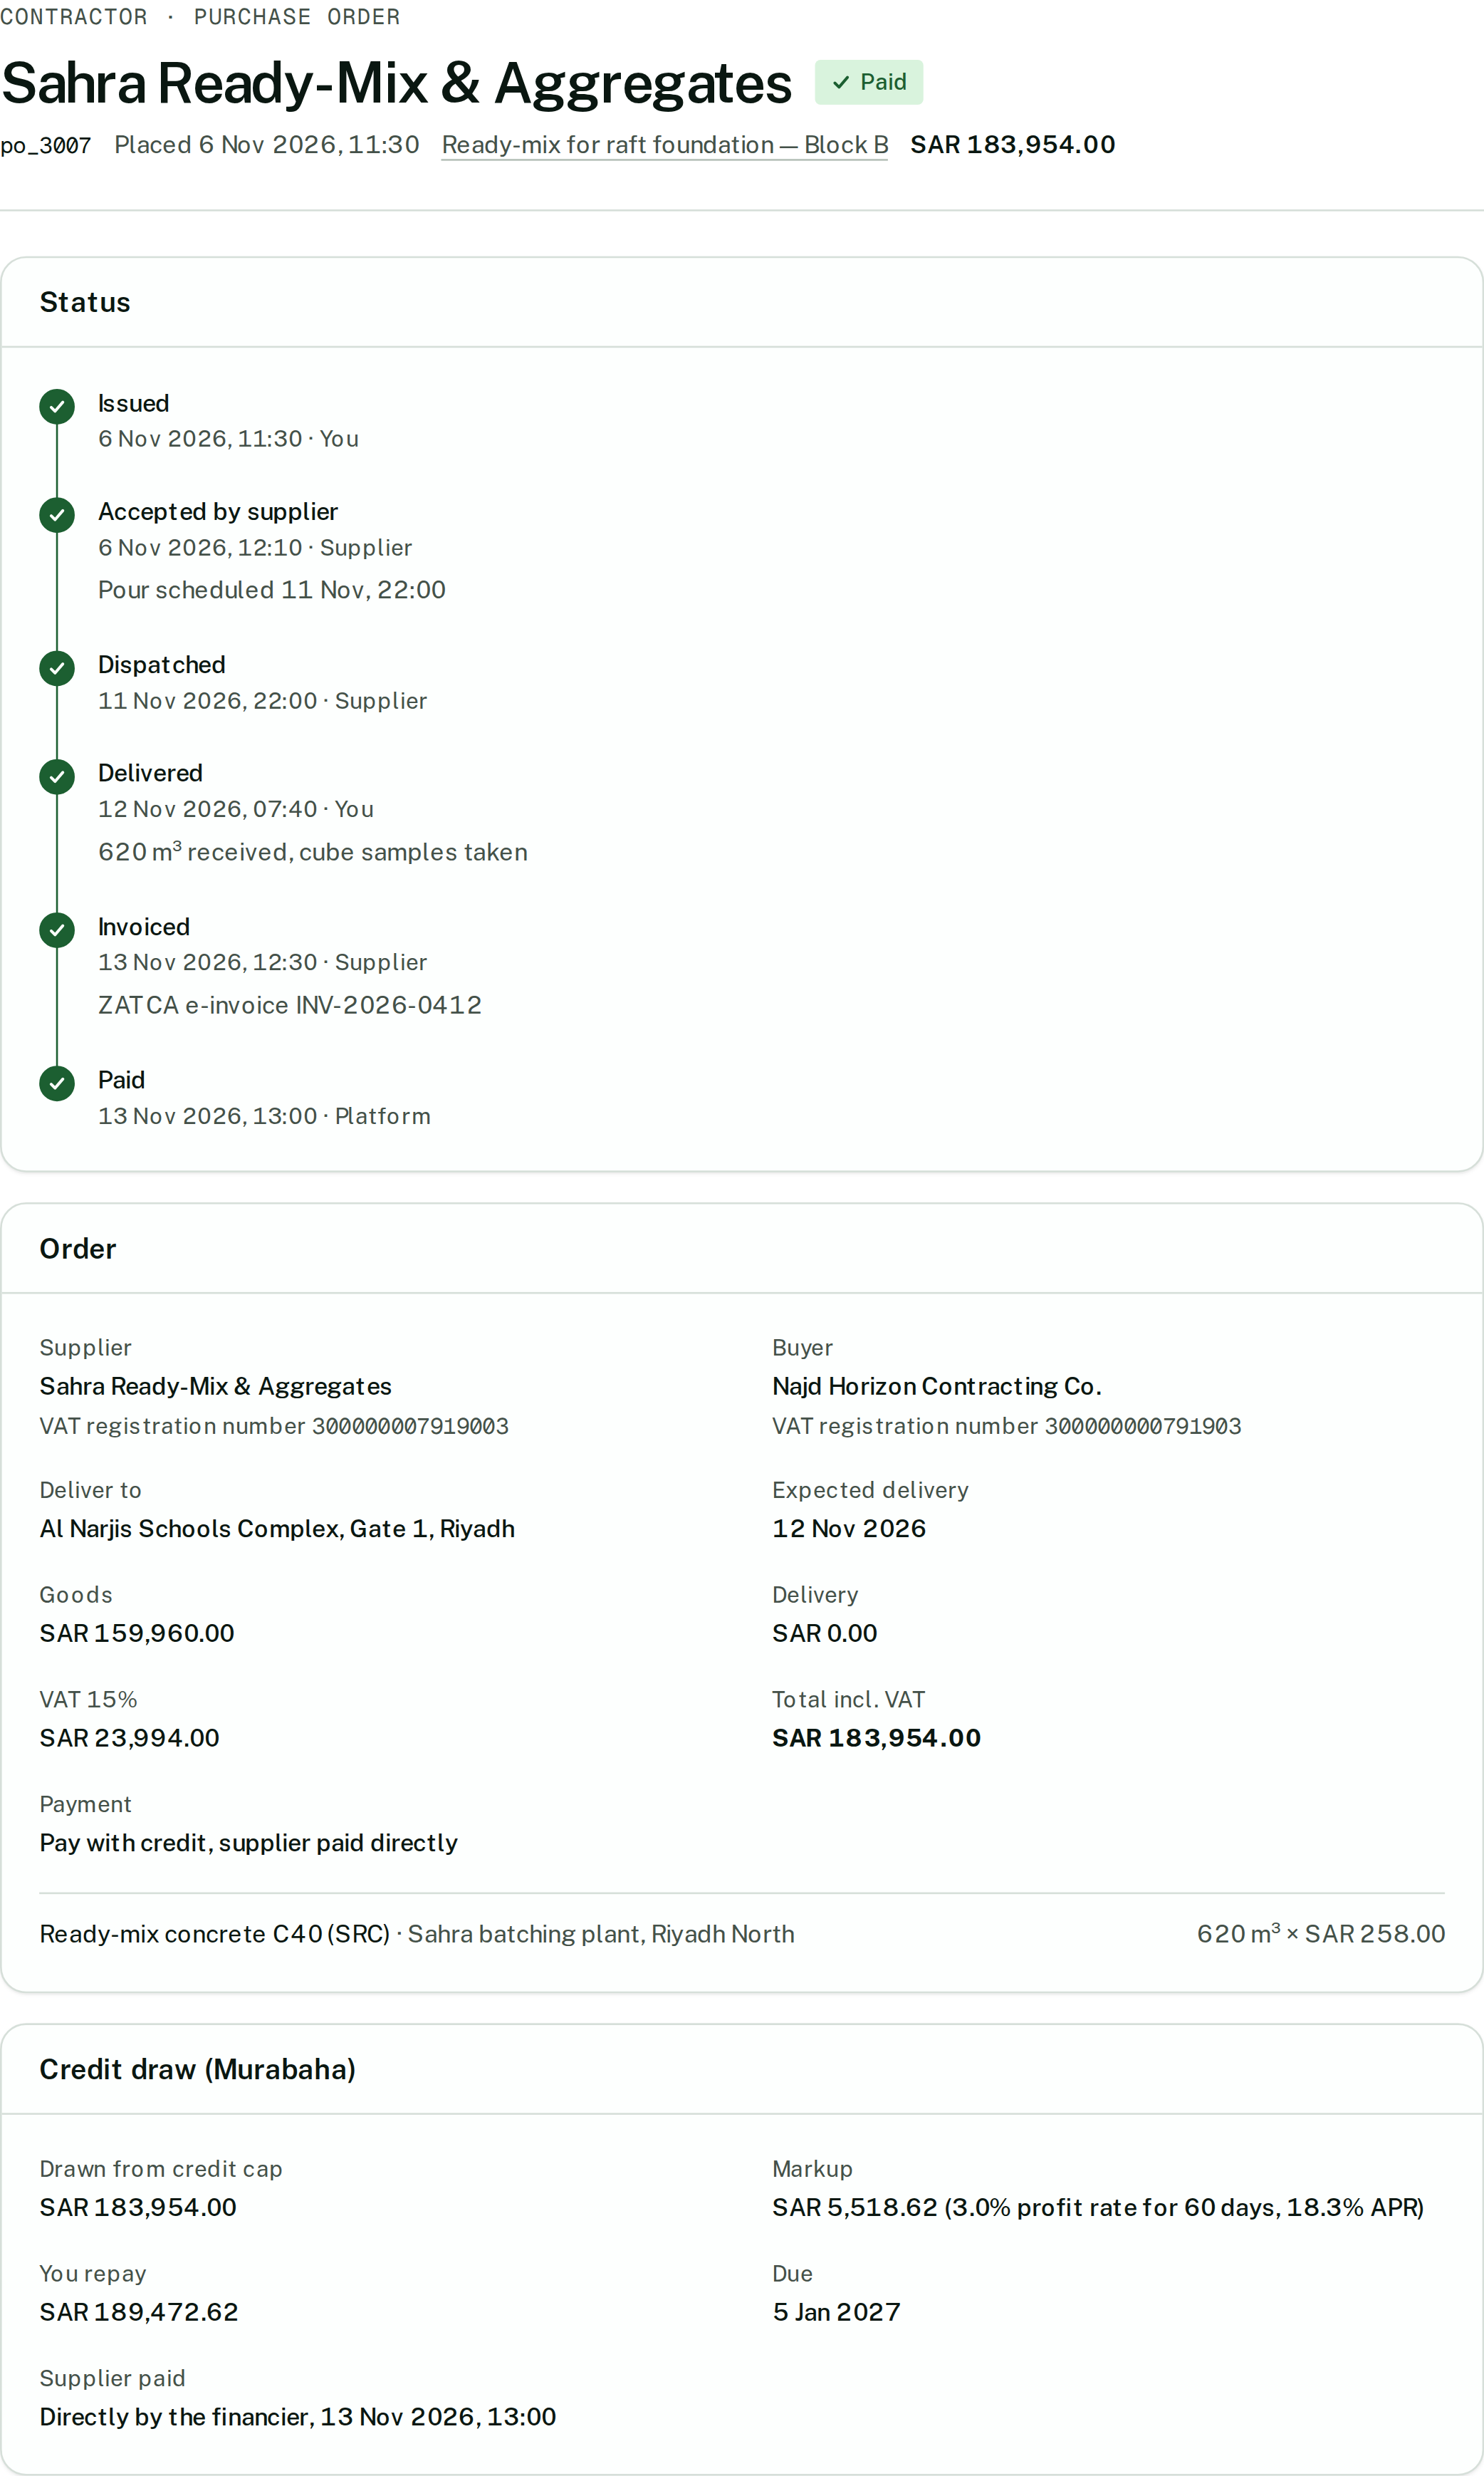 CONTRACTOR · PURCHASE ORDER
Sahra Ready-Mix & Aggregates
Paid
po_3007 Placed 6 Nov 2026, 11:30 Ready-mix for raft foundation — Block B SAR 183,954.00
Status
Issued
6 Nov 2026, 11:30 · You
Accepted by supplier
6 Nov 2026, 12:10 · Supplier
Pour scheduled 11 Nov, 22:00
Dispatched
11 Nov 2026, 22:00 · Supplier
Delivered
12 Nov 2026, 07:40 · You
620 m³ received, cube samples taken
Invoiced
13 Nov 2026, 12:30 · Supplier
ZATCA e-invoice INV-2026-0412
Paid
13 Nov 2026, 13:00 · Platform
Order
Supplier
Sahra Ready-Mix & Aggregates
VAT registration number 300000007919003
Buyer
Najd Horizon Contracting Co.
VAT registration number 300000000791903
Deliver to
Al Narjis Schools Complex, Gate 1, Riyadh
Expected delivery
12 Nov 2026
Goods
SAR 159,960.00
Delivery
SAR 0.00
VAT 15%
SAR 23,994.00
Total incl. VAT
SAR 183,954.00
Payment
Pay with credit, supplier paid directly
Ready-mix concrete C40 (SRC) · Sahra batching plant, Riyadh North
620 m³ × SAR 258.00
Credit draw (Murabaha)
Drawn from credit cap
SAR 183,954.00
Markup
SAR 5,518.62 (3.0% profit rate for 60 days, 18.3% APR)
You repay
SAR 189,472.62
Due
5 Jan 2027
Supplier paid
Directly by the financier, 13 Nov 2026, 13:00